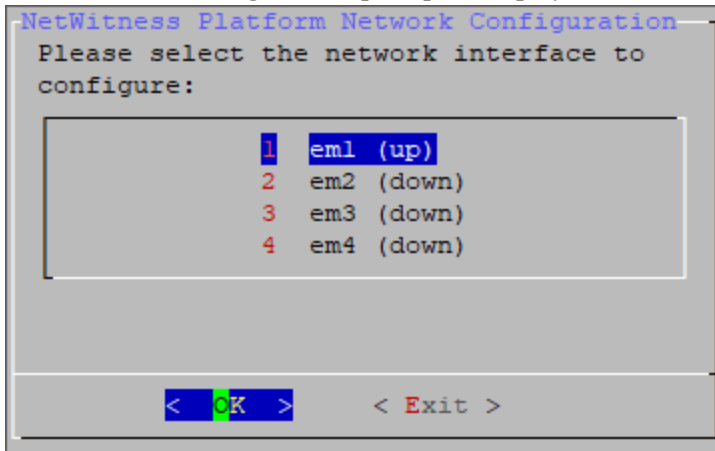 NetWitness Platform Network Configuration
Please select the network interface to
configure:
1 em1 (up)
2 em2 (down)
3 em3 (down)
4 em4 (down)
< OK > < Exit >